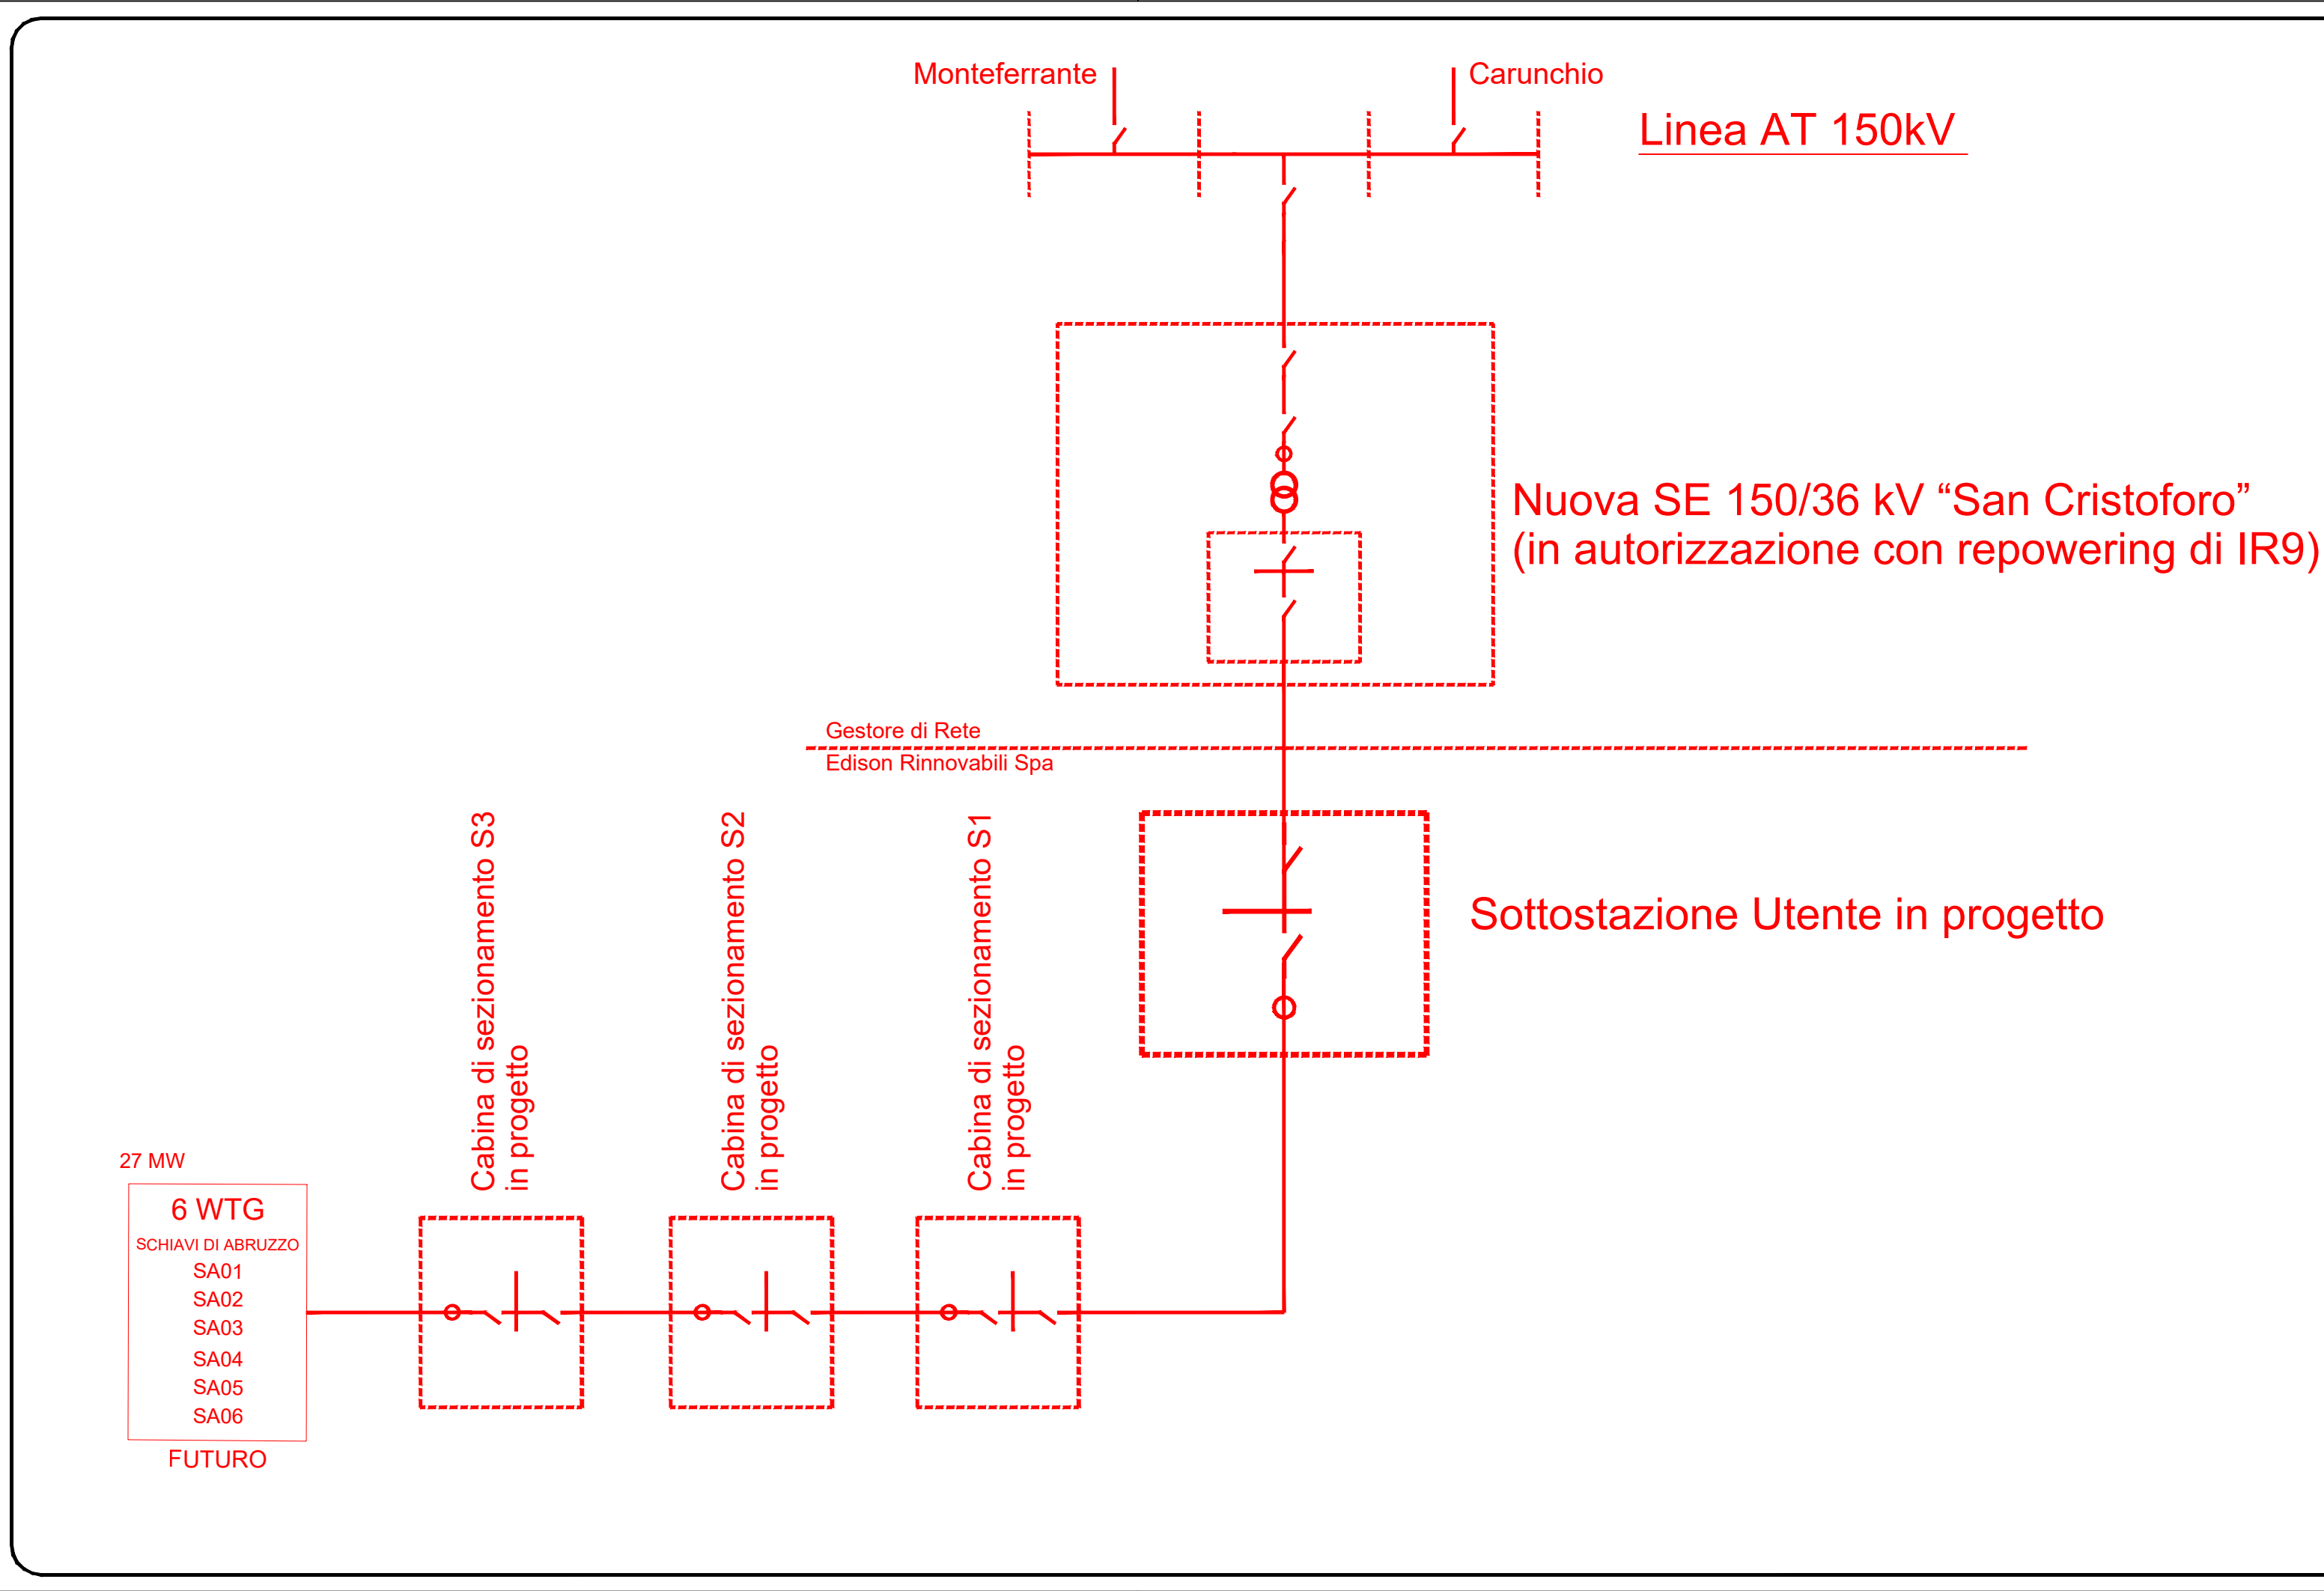 Monteferrante
Carunchio
Linea AT 150kV
Nuova SE 150/36 kV “San Cristoforo”
(in autorizzazione con repowering di IR9)
Gestore di Rete
Edison Rinnovabili Spa
Sottostazione Utente in progetto
Cabina di sezionamento S3
in progetto
Cabina di sezionamento S2
in progetto
Cabina di sezionamento S1
in progetto
27 MW
6 WTG
SCHIAVI DI ABRUZZO
SA01
SA02
SA03
SA04
SA05
SA06
FUTURO